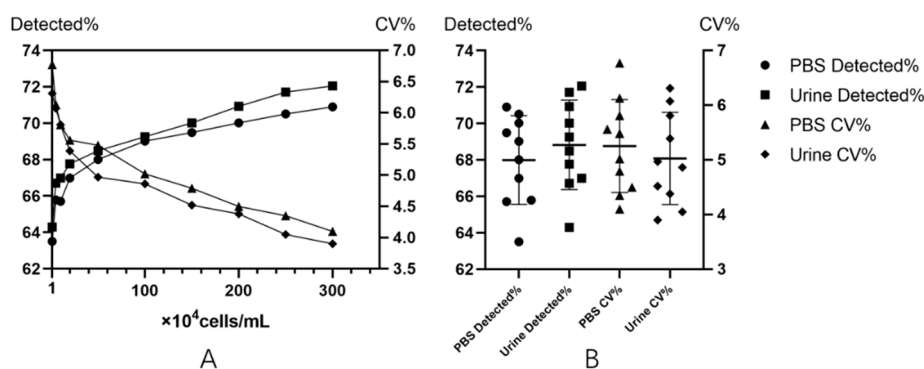 Detected%
CV%
74
72
70
68
66
64
62
7.0
6.5
6.0
5.5
5.0
4.5
4.0
3.5
1
100
200
300
×10⁴cells/mL
A
Detected%
CV%
74
72
70
68
66
64
62
7
6
5
4
3
PBS Detected%
Urine Detected%
PBS CV%
Urine CV%
B
PBS Detected%
Urine Detected%
PBS CV%
Urine CV%